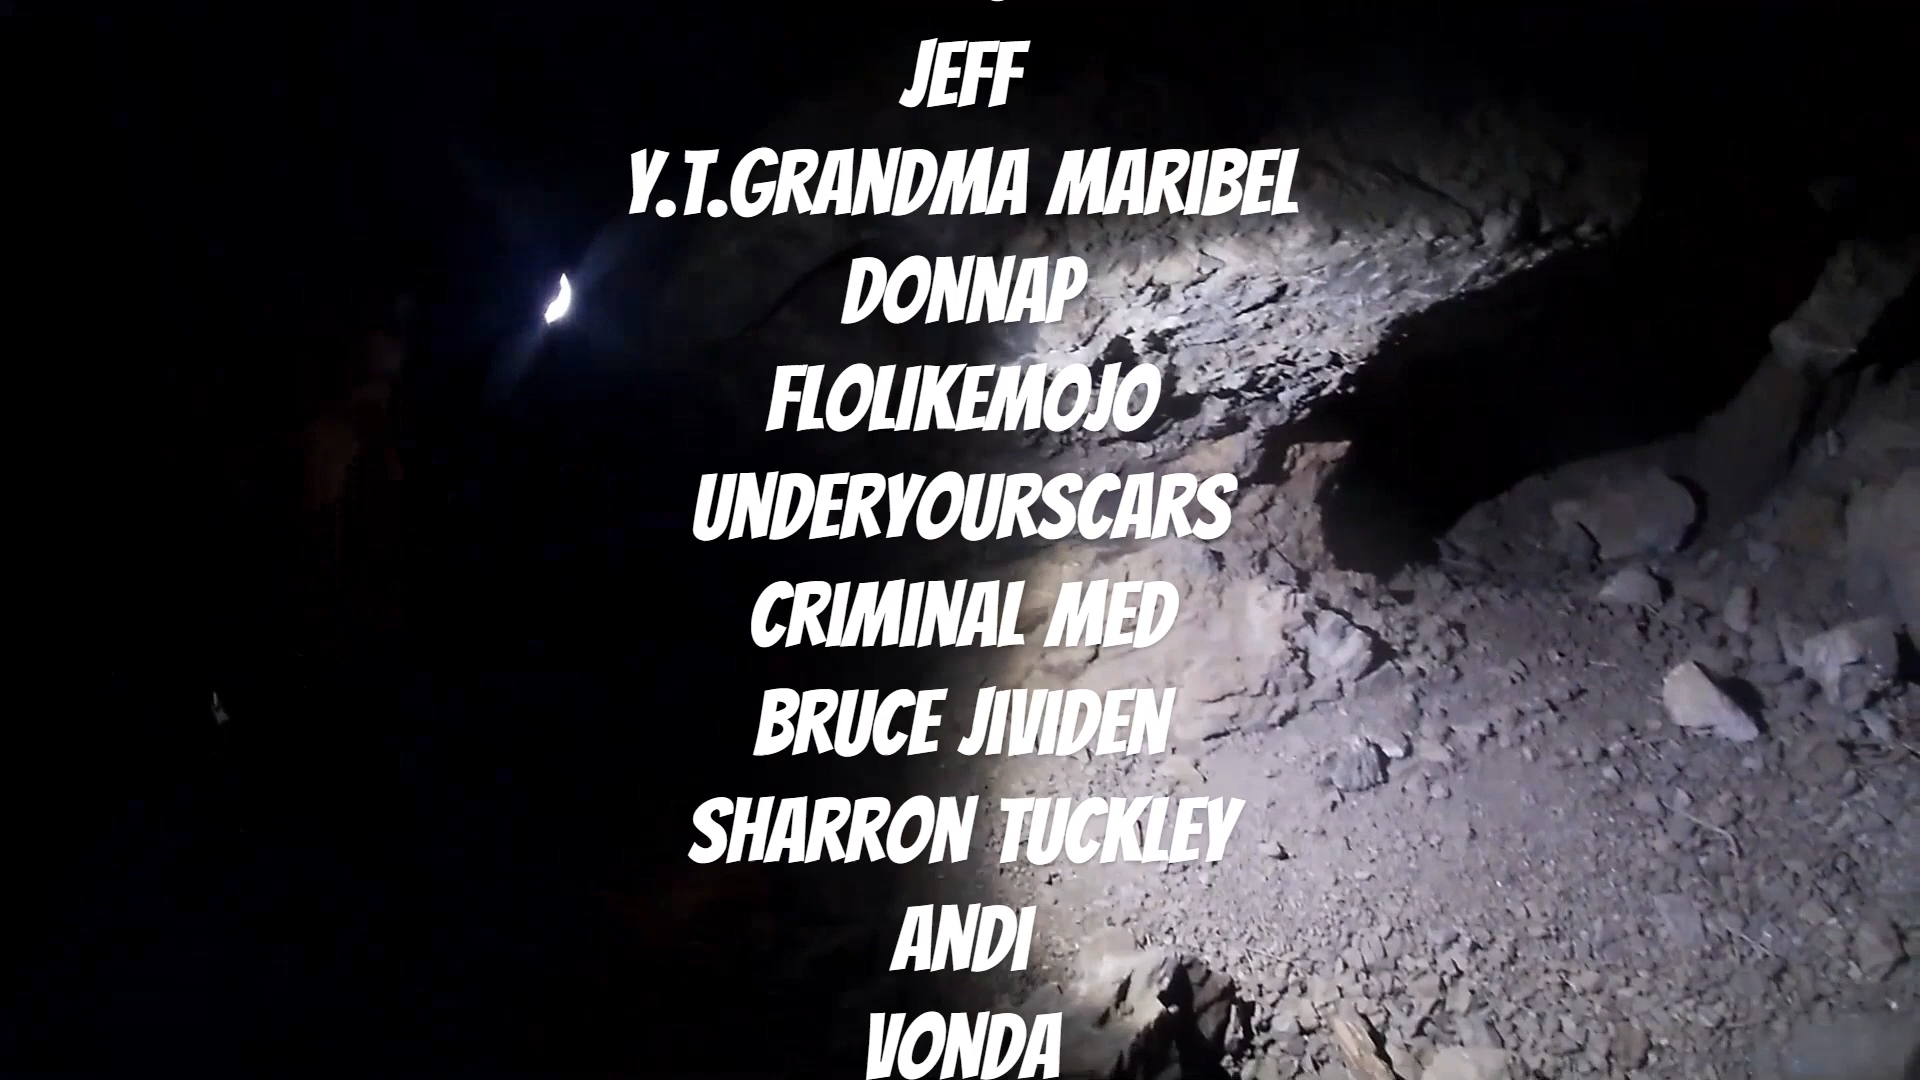 JEFF
Y.T.GRANDMA MARIBEL
DONNAP
FLOLIKEMOJO
UNDERYOURSCARS
CRIMINAL MED
BRUCE JIVIDEN
SHARRON TUCKLEY
ANDI
VONDA